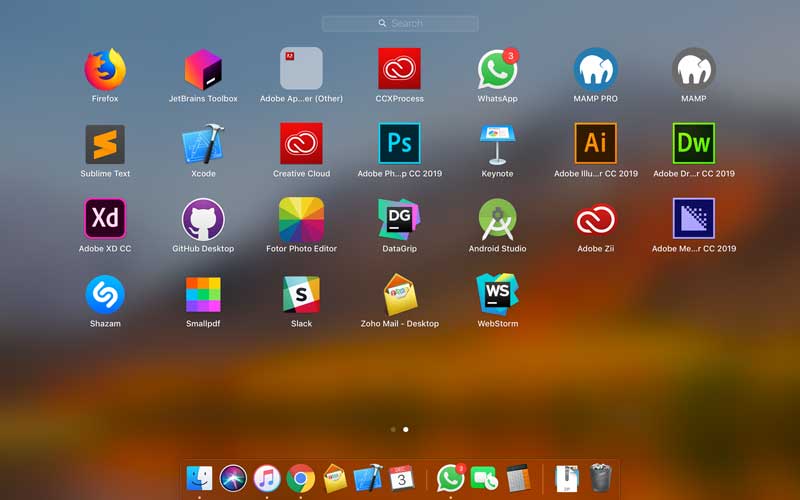 Search
3
Firefox
JetBrains Toolbox
Adobe Ap...er (Other)
CCXProcess
WhatsApp
MAMP PRO
MAMP
Ps
Ai
Dw
Sublime Text
Xcode
Creative Cloud
Adobe Ph...p CC 2019
Keynote
Adobe Illu...r CC 2019
Adobe Dr...r CC 2019
Xd
DG
Adobe XD CC
GitHub Desktop
Fotor Photo Editor
DataGrip
Android Studio
Adobe Zii
Adobe Me...r CC 2019
S
WS
Shazam
Smallpdf
Slack
Zoho Mail - Desktop
WebStorm
DEC
3
3
ZIP